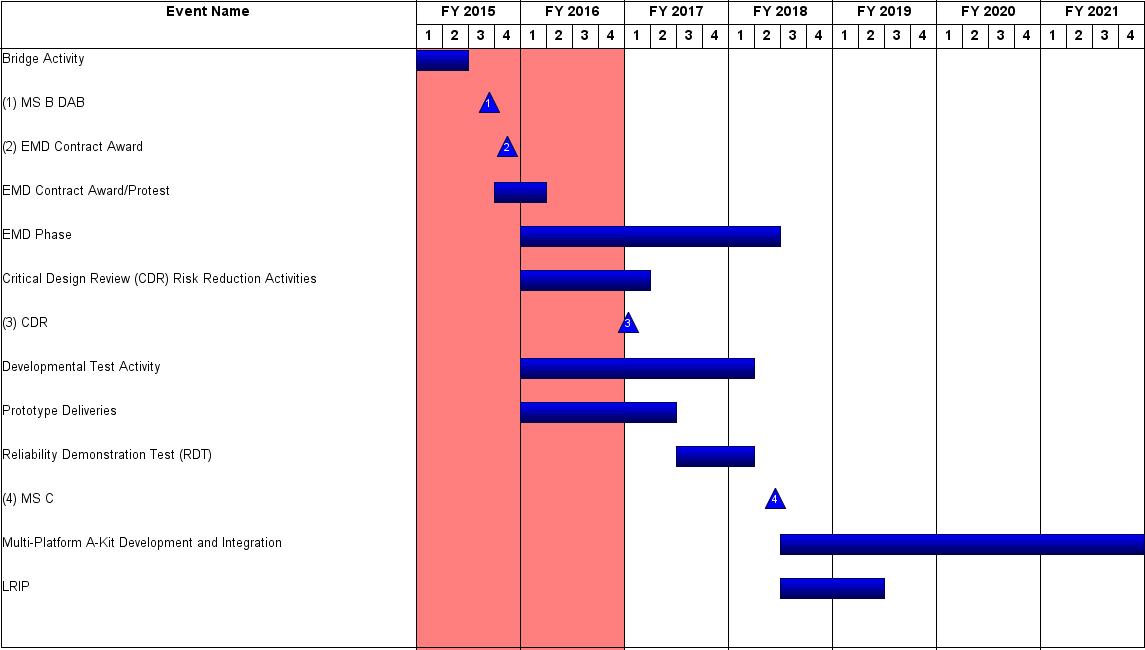 Event Name FY 2015 FY 2016 FY 2017 FY 2018 FY 2019 FY 2020 FY 2021
1 2 3 4 1 2 3 4 1 2 3 4 1 2 3 4 1 2 3 4 1 2 3 4 1 2 3 4
Bridge Activity
(1) MS B DAB 1
(2) EMD Contract Award 2
EMD Contract Award/Protest
EMD Phase
Critical Design Review (CDR) Risk Reduction Activities
(3) CDR 3
Developmental Test Activity
Prototype Deliveries
Reliability Demonstration Test (RDT)
(4) MS C 4
Multi-Platform A-Kit Development and Integration
LRIP